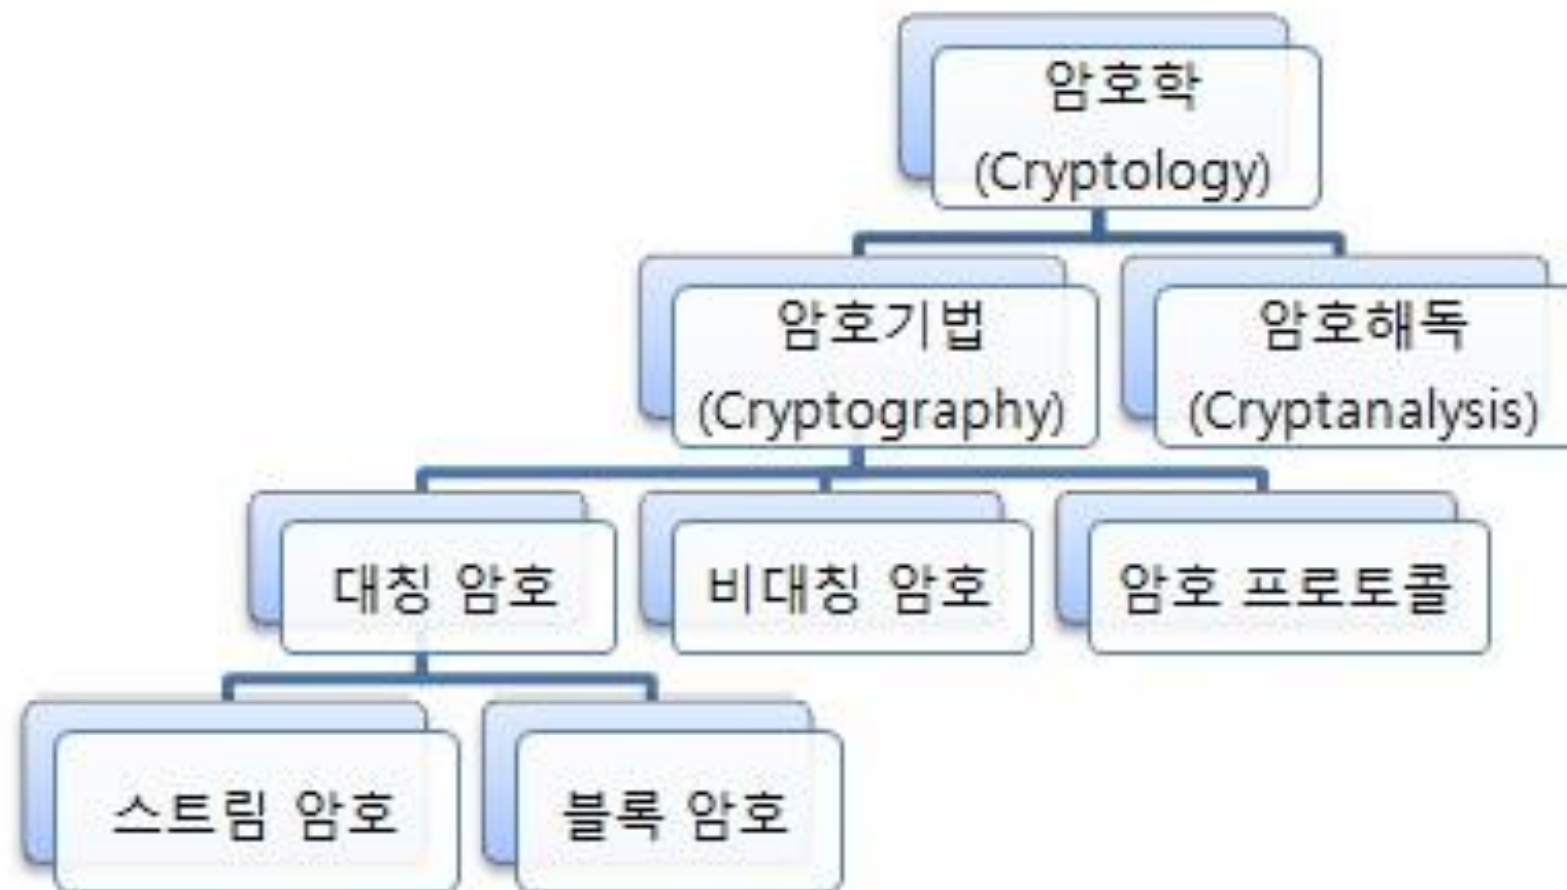 암호학
(Cryptology)
암호기법
(Cryptography)
암호해독
(Cryptanalysis)
대칭 암호
비대칭 암호
암호 프로토콜
스트림 암호
블록 암호